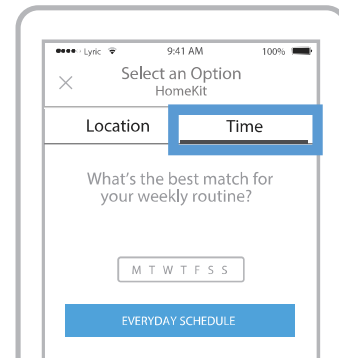 Lyric 9:41 AM 100%
Select an Option
HomeKit
Location Time
What's the best match for
your weekly routine?
M T W T F S S
EVERYDAY SCHEDULE